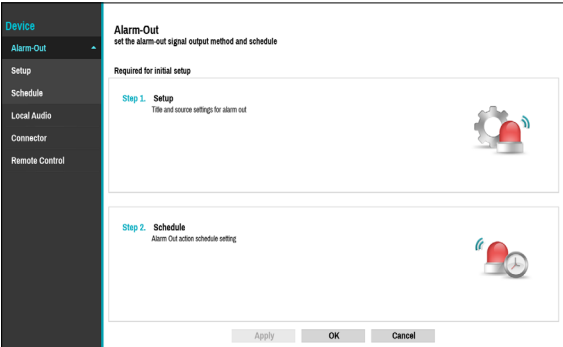 Device
Alarm-Out
Setup
Schedule
Local Audio
Connector
Remote Control
Alarm-Out
set the alarm-out signal output method and schedule
Required for initial setup
Step 1. Setup
Title and source settings for alarm out
Step 2. Schedule
Alarm Out action schedule setting
Apply OK Cancel